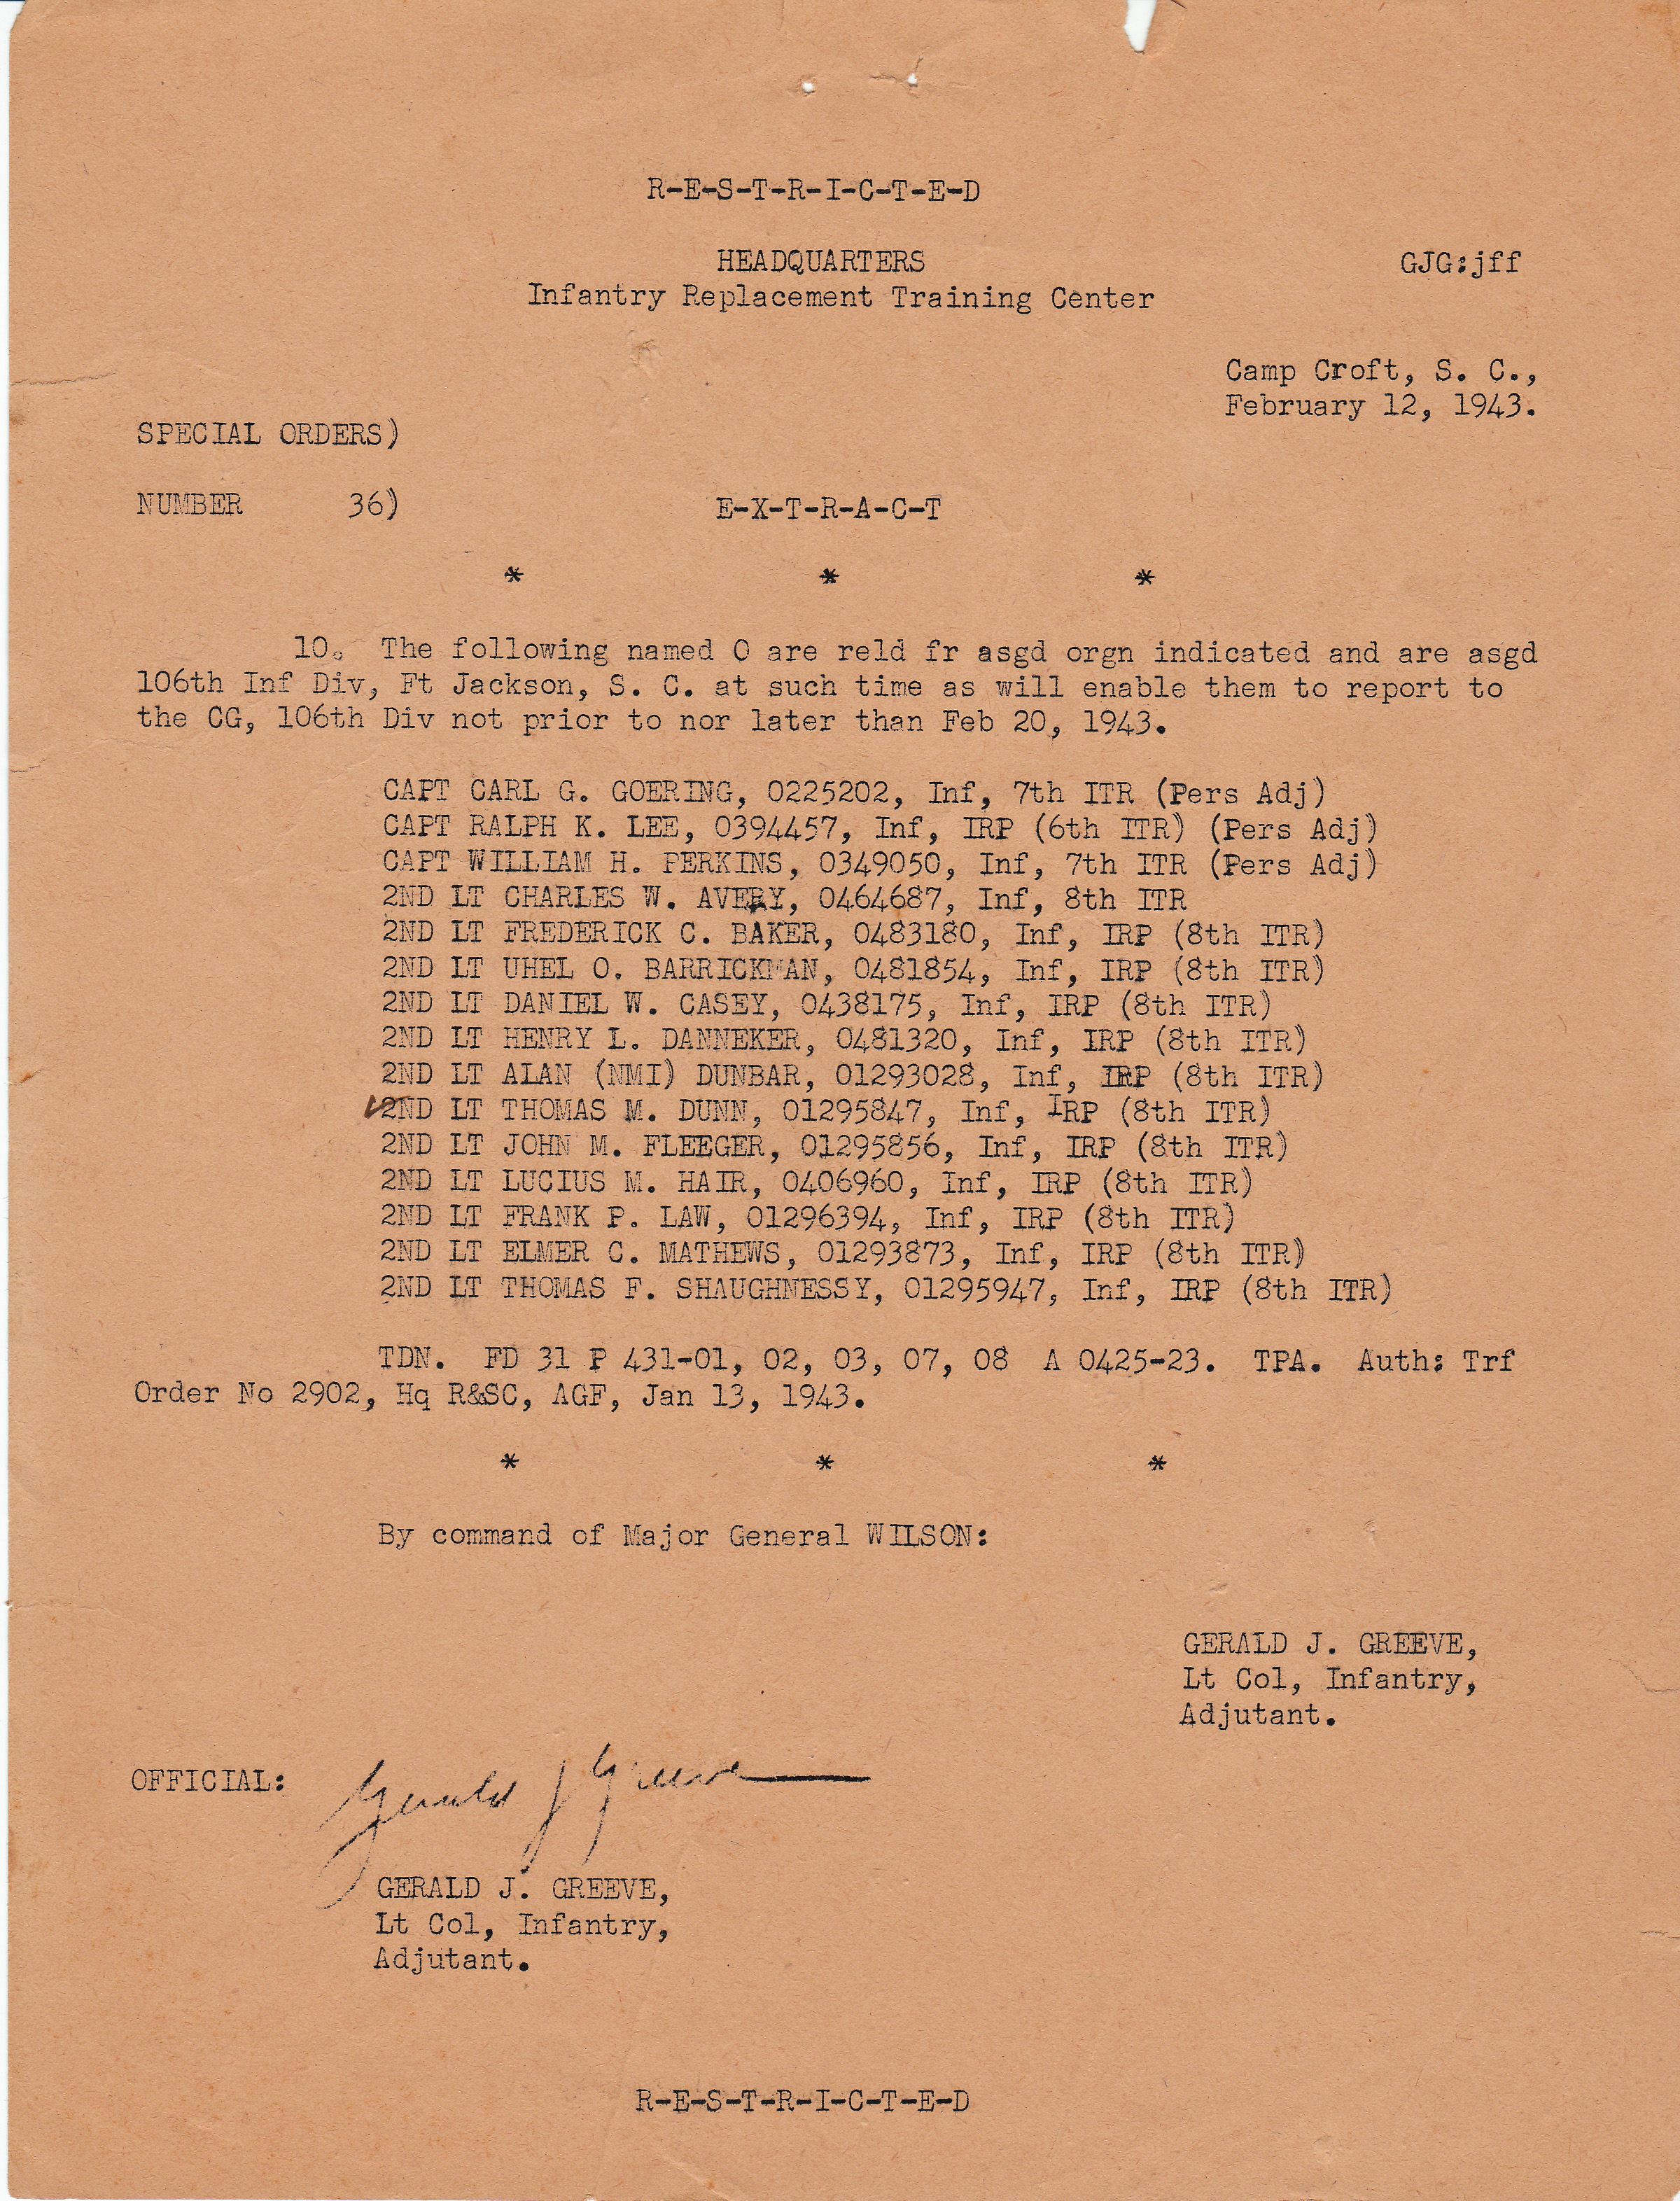 R-E-S-T-R-I-C-T-E-D
HEADQUARTERS GJG:jff
Infantry Replacement Training Center
Camp Croft, S. C.,
February 12, 1943.
SPECIAL ORDERS)
NUMBER 36) E-X-T-R-A-C-T
* * *
10. The following named O are reld fr asgd orgn indicated and are asgd
106th Inf Div, Ft Jackson, S. C. at such time as will enable them to report to
the CG, 106th Div not prior to nor later than Feb 20, 1943.
CAPT CARL G. GOERING, 0225202, Inf, 7th ITR (Pers Adj)
CAPT RALPH K. LEE, 0394457, Inf, IRP (6th ITR) (Pers Adj)
CAPT WILLIAM H. PERKINS, 0349050, Inf, 7th ITR (Pers Adj)
2ND LT CHARLES W. AVERY, 0464687, Inf, 8th ITR
2ND LT FREDERICK C. BAKER, 0483180, Inf, IRP (8th ITR)
2ND LT UHEL O. BARRICKMAN, 0481854, Inf, IRP (8th ITR)
2ND LT DANIEL W. CASEY, 0438175, Inf, IRP (8th ITR)
2ND LT HENRY L. DANNEKER, 0481320, Inf, IRP (8th ITR)
2ND LT ALAN (NMI) DUNBAR, 01293028, Inf, IRP (8th ITR)
✓2ND LT THOMAS M. DUNN, 01295847, Inf, IRP (8th ITR)
2ND LT JOHN M. FLEEGER, 01295856, Inf, IRP (8th ITR)
2ND LT LUCIUS M. HAIR, 0406960, Inf, IRP (8th ITR)
2ND LT FRANK P. LAW, 01296394, Inf, IRP (8th ITR)
2ND LT ELMER C. MATHEWS, 01293873, Inf, IRP (8th ITR)
2ND LT THOMAS F. SHAUGHNESSY, 01295947, Inf, IRP (8th ITR)
TDN. FD 31 P 431-01, 02, 03, 07, 08 A 0425-23. TPA. Auth: Trf
Order No 2902, Hq R&SC, AGF, Jan 13, 1943.
* * *
By command of Major General WILSON:
GERALD J. GREEVE,
Lt Col, Infantry,
Adjutant.
OFFICIAL: Gerald J Greeve
GERALD J. GREEVE,
Lt Col, Infantry,
Adjutant.
R-E-S-T-R-I-C-T-E-D